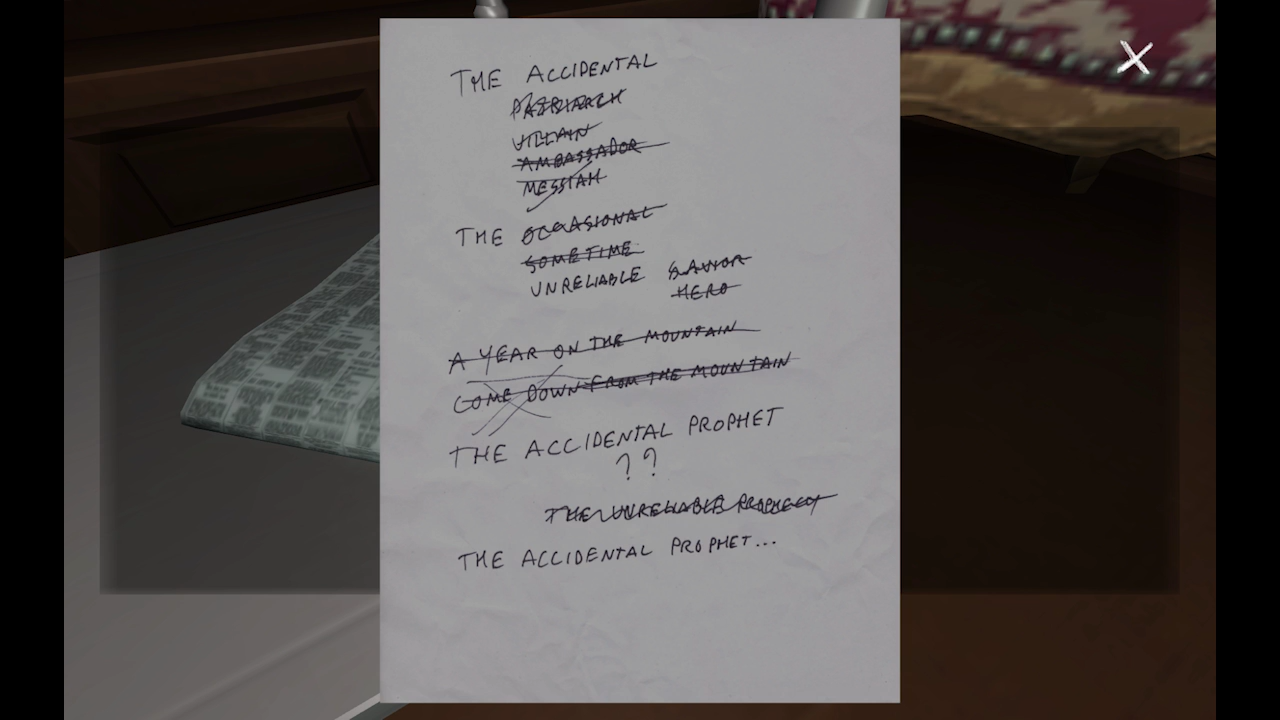 THE ACCIDENTAL
PATRIARCH
VILLAIN
AMBASSADOR
MESSIAH
THE OCCASIONAL
SOMETIME
UNRELIABLE SAVIOR
HERO
A YEAR ON THE MOUNTAIN
COME DOWN FROM THE MOUNTAIN
THE ACCIDENTAL PROPHET
??
THE UNRELIABLE PROPHECY
THE ACCIDENTAL PROPHET...